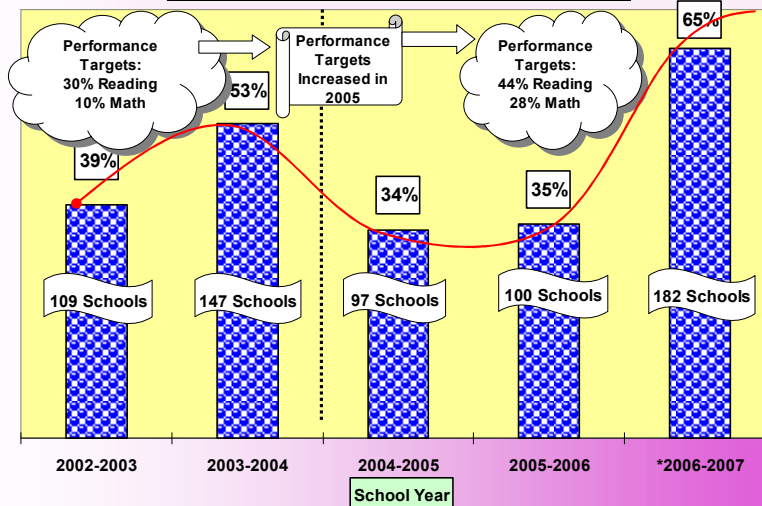 Performance
Targets:
30% Reading
10% Math
Performance
Targets
Increased in
2005
Performance
Targets:
44% Reading
28% Math
65%
53%
39%
34%
35%
109 Schools
147 Schools
97 Schools
100 Schools
182 Schools
2002-2003
2003-2004
2004-2005
2005-2006
*2006-2007
School Year